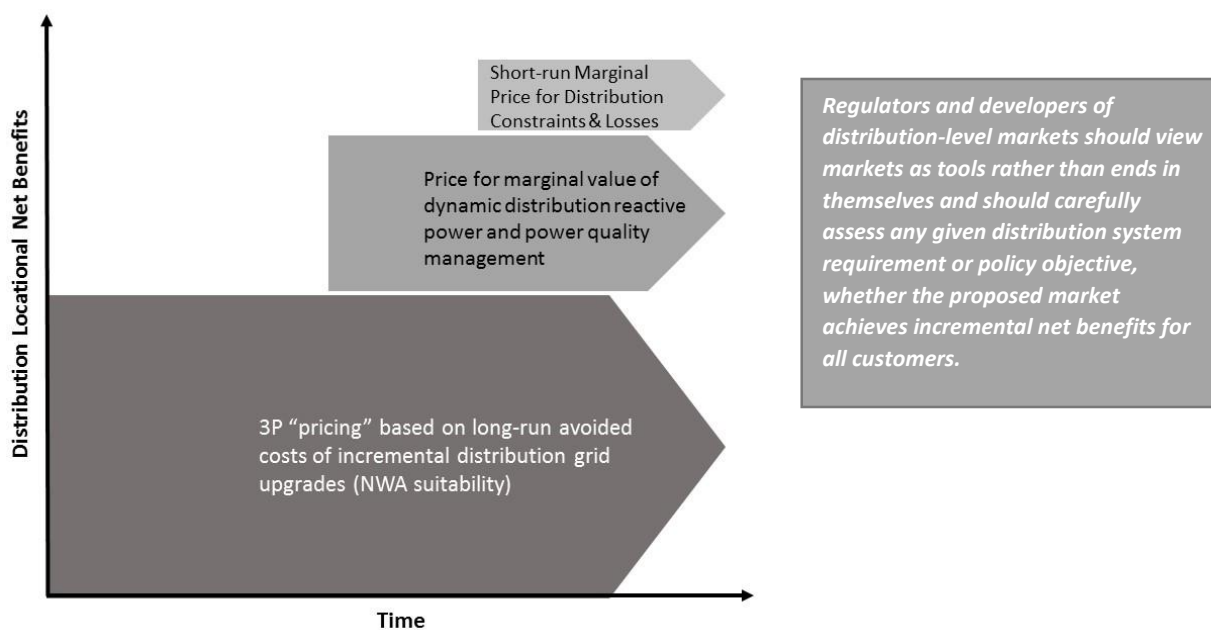 Distribution Locational Net Benefits
Short-run Marginal
Price for Distribution
Constraints & Losses
Price for marginal value of
dynamic distribution reactive
power and power quality
management
3P “pricing” based on long-run avoided
costs of incremental distribution grid
upgrades (NWA suitability)
Time
Regulators and developers of
distribution-level markets should view
markets as tools rather than ends in
themselves and should carefully
assess any given distribution system
requirement or policy objective,
whether the proposed market
achieves incremental net benefits for
all customers.